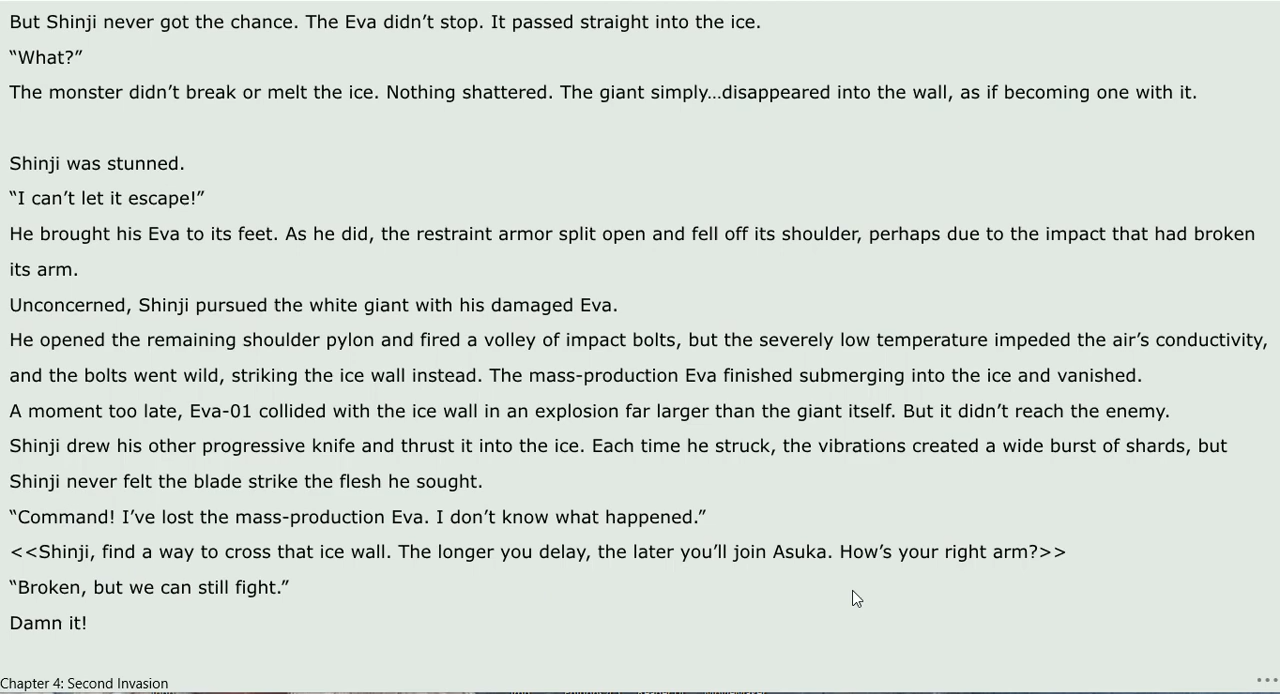 But Shinji never got the chance. The Eva didn’t stop. It passed straight into the ice.
“What?”
The monster didn’t break or melt the ice. Nothing shattered. The giant simply…disappeared into the wall, as if becoming one with it.
Shinji was stunned.
“I can’t let it escape!”
He brought his Eva to its feet. As he did, the restraint armor split open and fell off its shoulder, perhaps due to the impact that had broken
its arm.
Unconcerned, Shinji pursued the white giant with his damaged Eva.
He opened the remaining shoulder pylon and fired a volley of impact bolts, but the severely low temperature impeded the air’s conductivity,
and the bolts went wild, striking the ice wall instead. The mass-production Eva finished submerging into the ice and vanished.
A moment too late, Eva-01 collided with the ice wall in an explosion far larger than the giant itself. But it didn’t reach the enemy.
Shinji drew his other progressive knife and thrust it into the ice. Each time he struck, the vibrations created a wide burst of shards, but
Shinji never felt the blade strike the flesh he sought.
“Command! I’ve lost the mass-production Eva. I don’t know what happened.”
<<Shinji, find a way to cross that ice wall. The longer you delay, the later you’ll join Asuka. How’s your right arm?>>
“Broken, but we can still fight.”
Damn it!
Chapter 4: Second Invasion